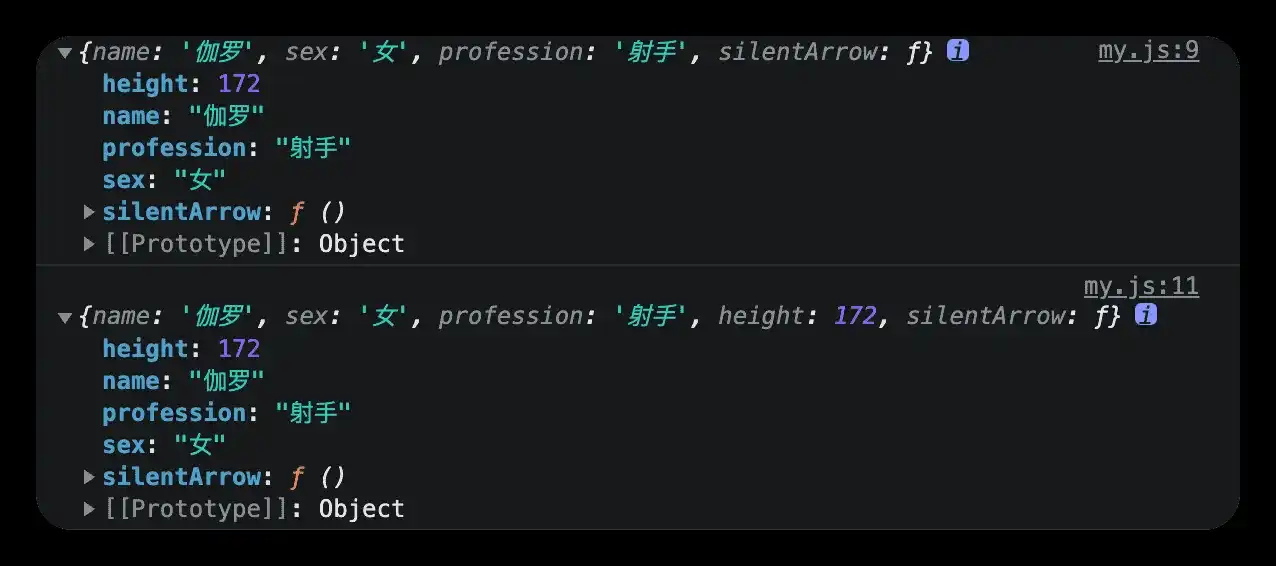 ▼{name: '伽罗', sex: '女', profession: '射手', silentArrow: ƒ} i my.js:9
height: 172
name: "伽罗"
profession: "射手"
sex: "女"
▶silentArrow: ƒ ()
▶[[Prototype]]: Object
my.js:11
▼{name: '伽罗', sex: '女', profession: '射手', height: 172, silentArrow: ƒ} i
height: 172
name: "伽罗"
profession: "射手"
sex: "女"
▶silentArrow: ƒ ()
▶[[Prototype]]: Object